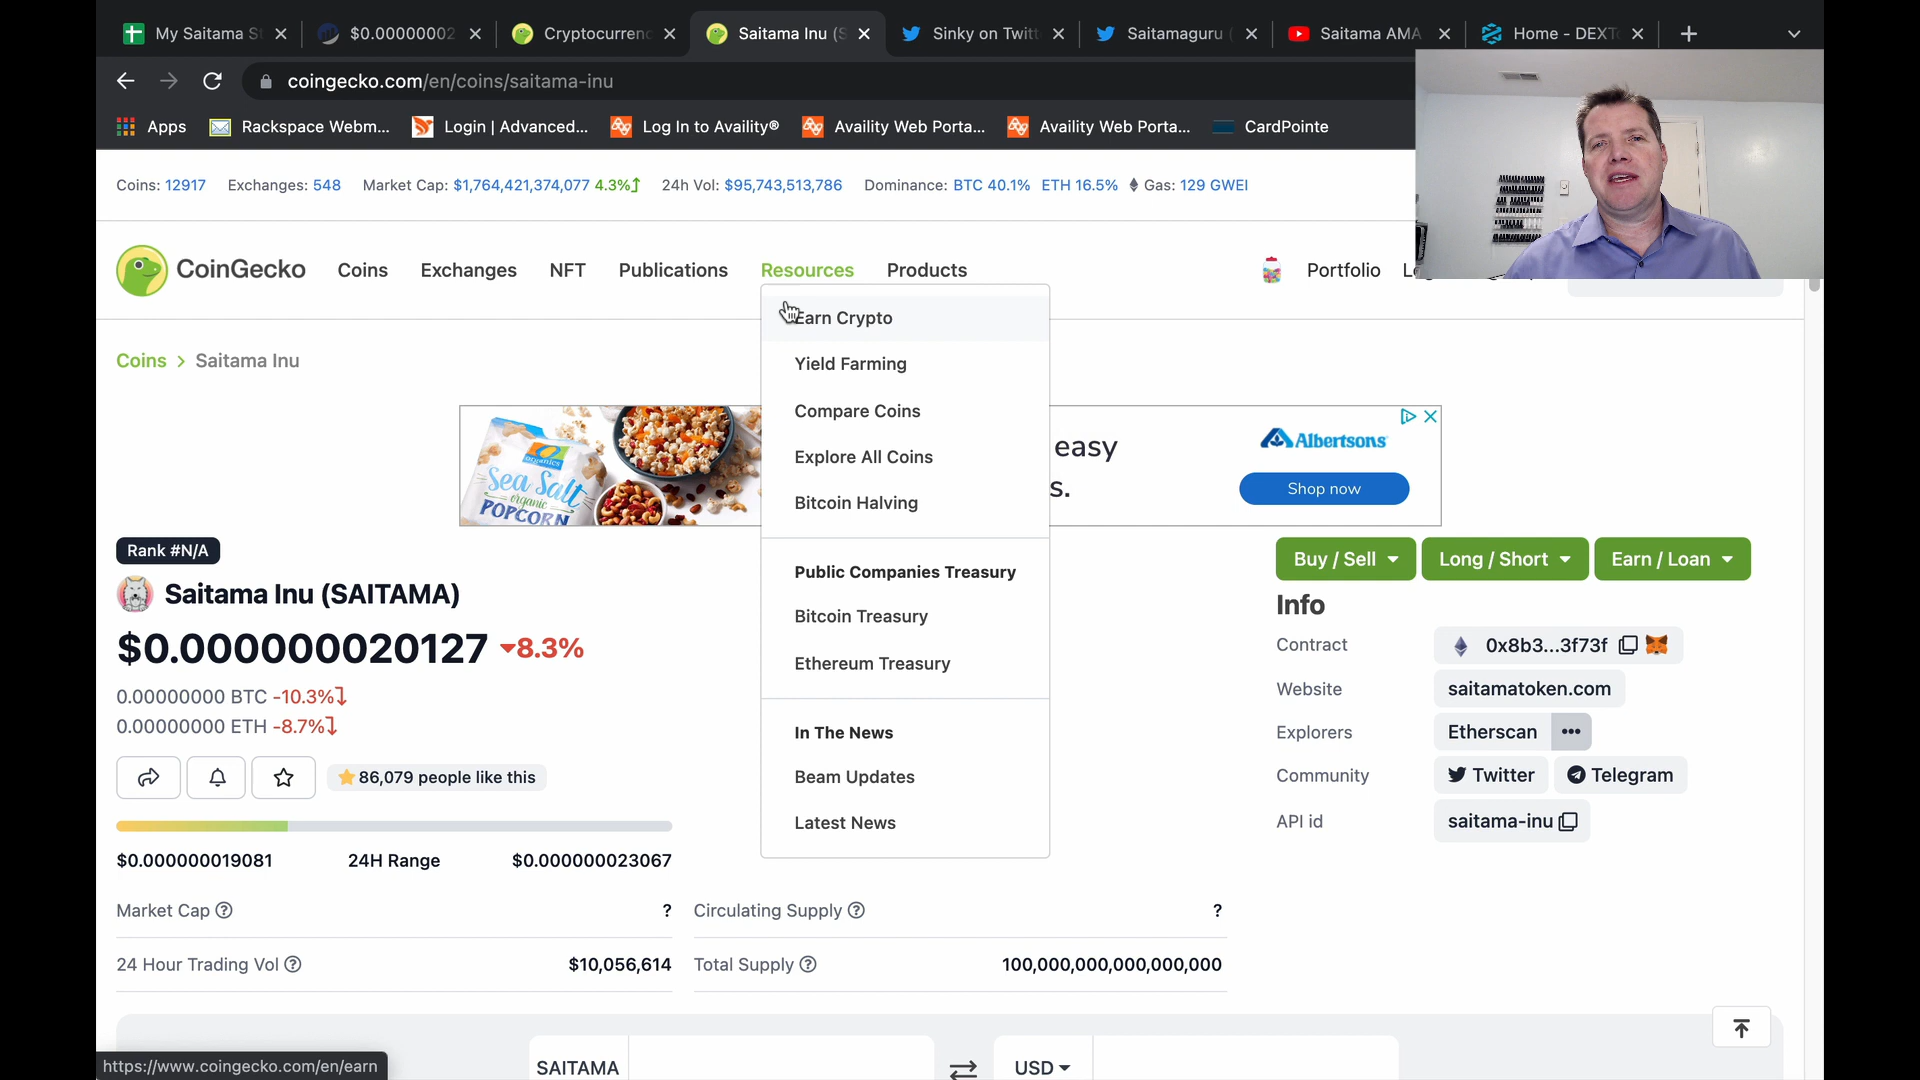 My Saitama S
$0.00000002
Cryptocurren
Saitama Inu (S
Sinky on Twitt
Saitamaguru (
Saitama AMA
Home - DEXT
coingecko.com/en/coins/saitama-inu
Apps
Rackspace Webm...
Login | Advanced...
Log In to Availity®
Availity Web Porta...
Availity Web Porta...
CardPointe
Coins: 12917 Exchanges: 548 Market Cap: $1,764,421,374,077 4.3% 24h Vol: $95,743,513,786 Dominance: BTC 40.1% ETH 16.5% Gas: 129 GWEI
CoinGecko Coins Exchanges NFT Publications Resources Products Portfolio
Earn Crypto
Yield Farming
Compare Coins
Explore All Coins
Bitcoin Halving
Public Companies Treasury
Bitcoin Treasury
Ethereum Treasury
In The News
Beam Updates
Latest News
Coins > Saitama Inu
O
ORGANICS
Sea Salt
organic
POPCORN
easy
s.
Albertsons
Shop now
Rank #N/A
Saitama Inu (SAITAMA)
$0.000000020127 8.3%
0.00000000 BTC -10.3%
0.00000000 ETH -8.7%
86,079 people like this
$0.000000019081 24H Range $0.000000023067
Market Cap ?
24 Hour Trading Vol $10,056,614
Circulating Supply ?
Total Supply 100,000,000,000,000,000
Buy / Sell
Long / Short
Earn / Loan
Info
Contract 0x8b3...3f73f
Website saitamatoken.com
Explorers Etherscan •••
Community Twitter Telegram
API id saitama-inu
SAITAMA USD
https://www.coingecko.com/en/earn